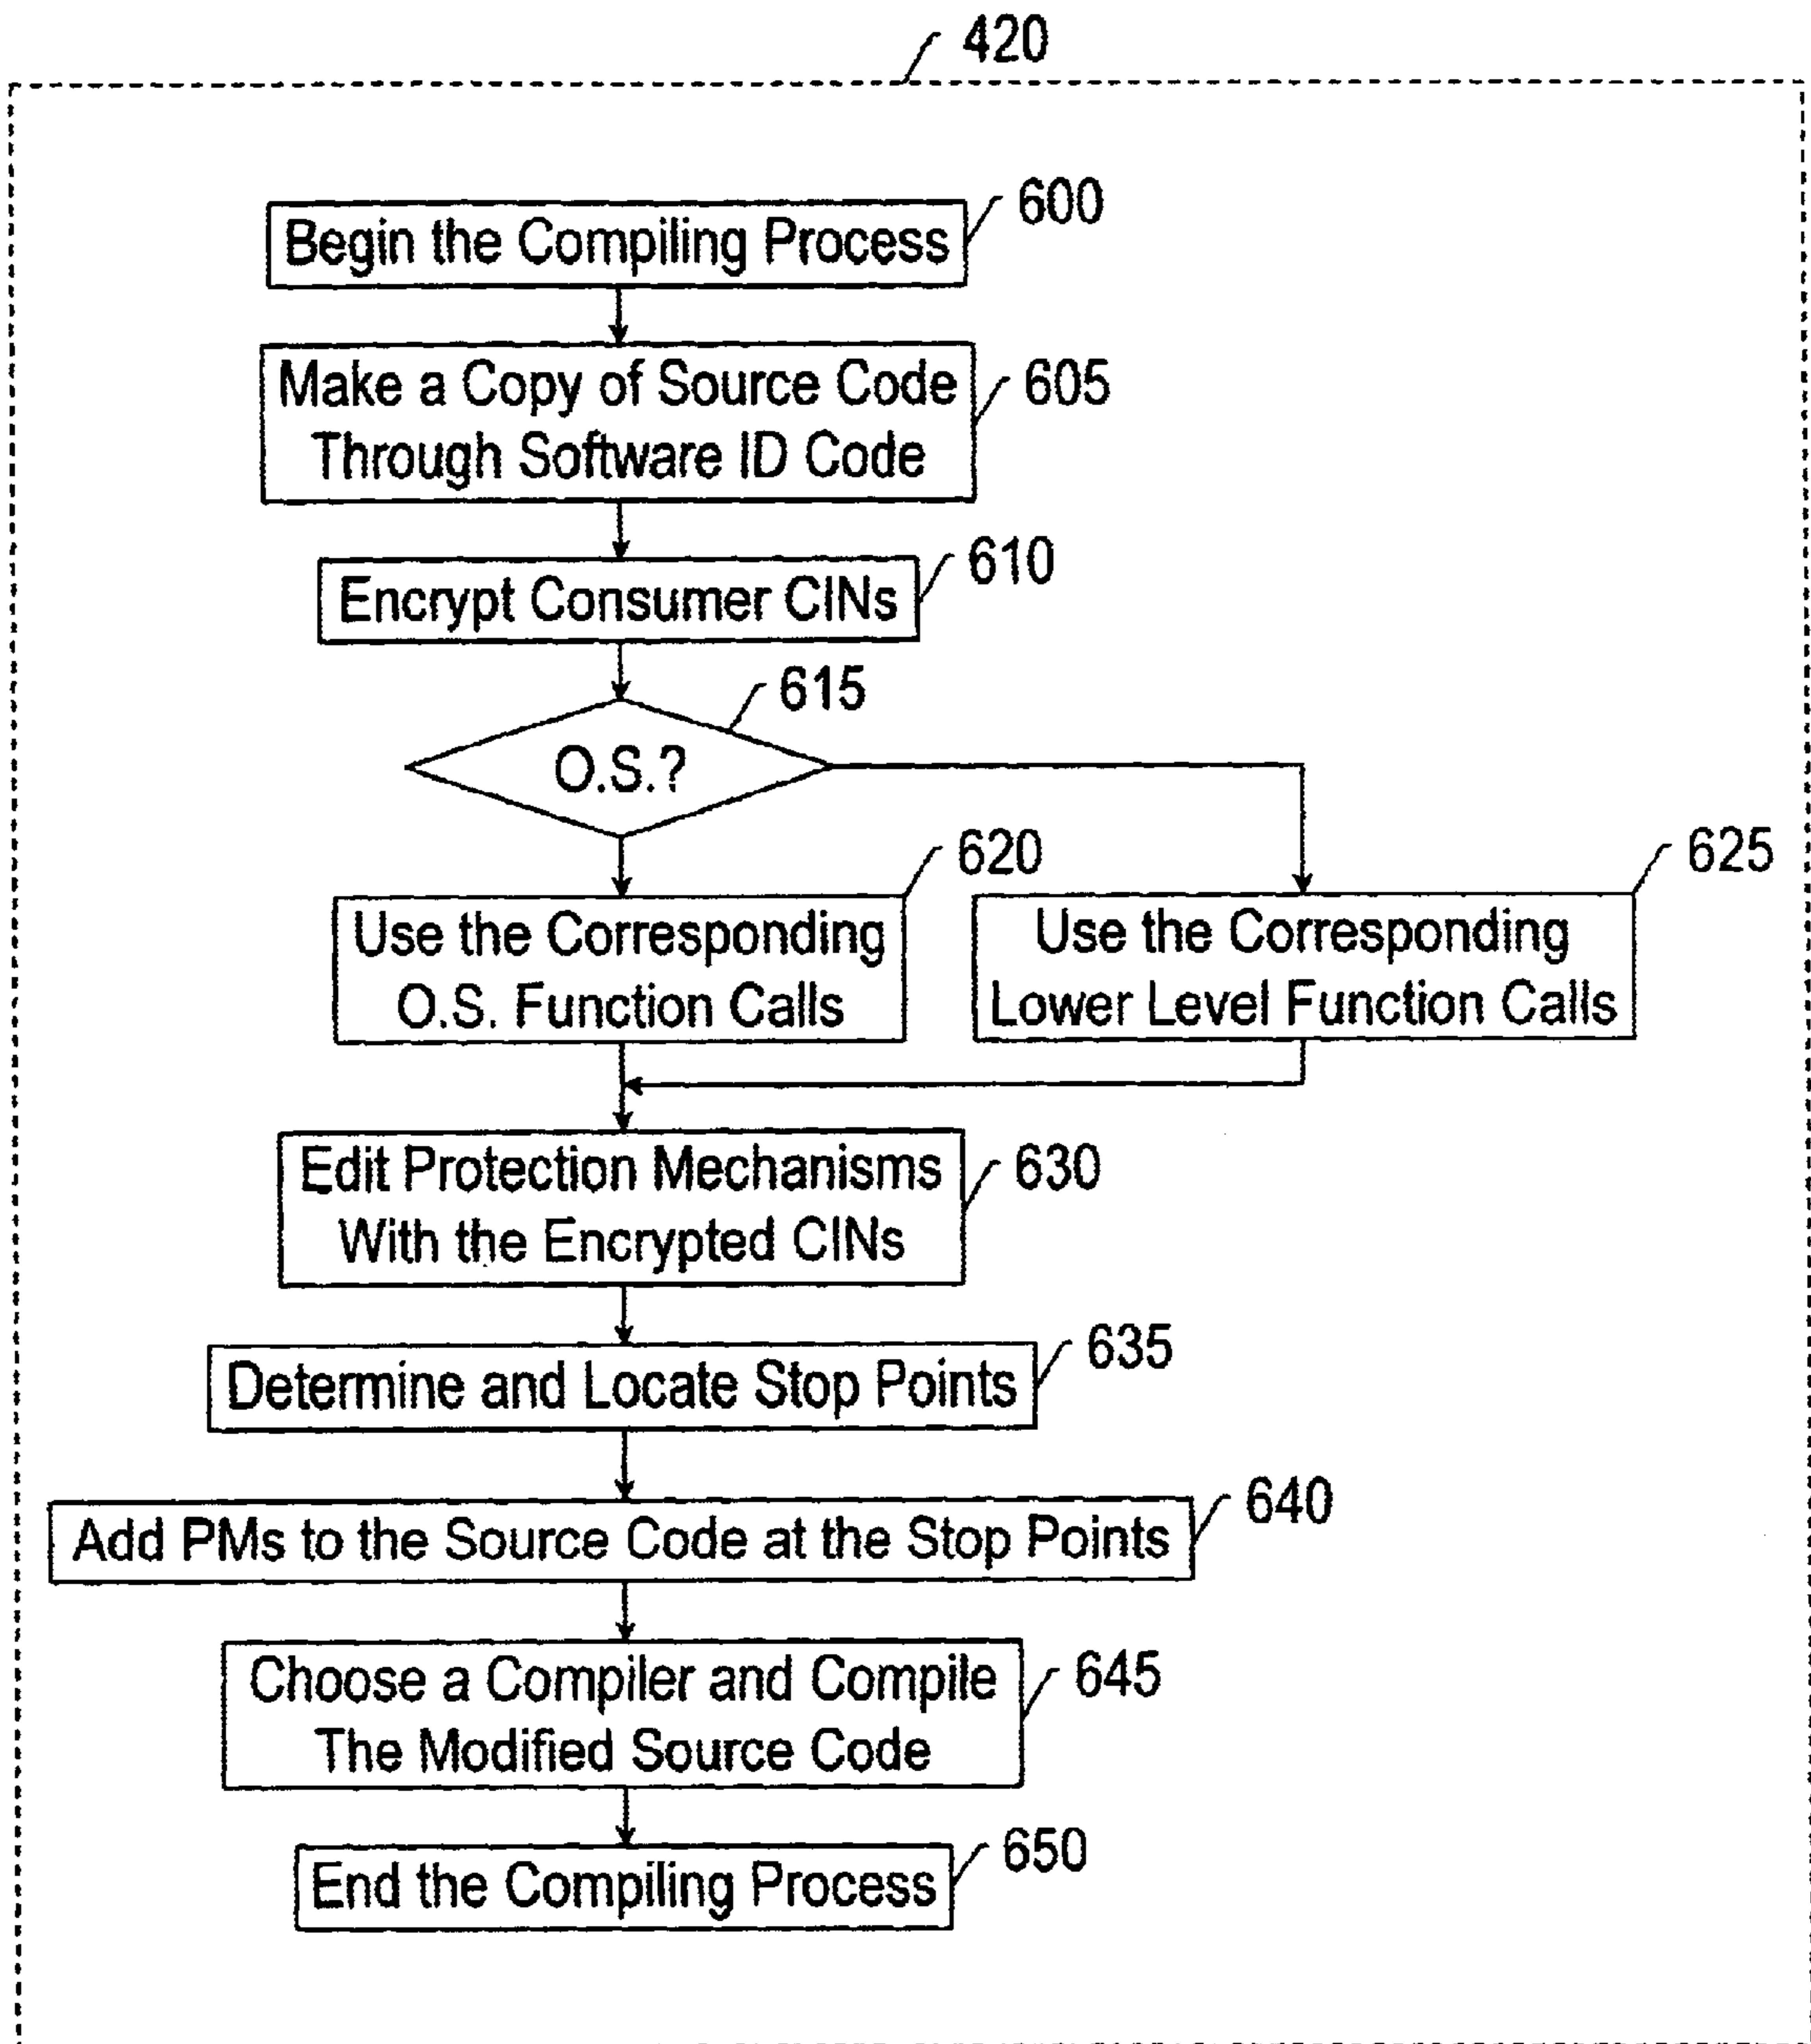 420
Begin the Compiling Process
600
Make a Copy of Source Code
Through Software ID Code
605
Encrypt Consumer CINs
610
O.S.?
615
Use the Corresponding
O.S. Function Calls
620
Use the Corresponding
Lower Level Function Calls
625
Edit Protection Mechanisms
With the Encrypted CINs
630
Determine and Locate Stop Points
635
Add PMs to the Source Code at the Stop Points
640
Choose a Compiler and Compile
The Modified Source Code
645
End the Compiling Process
650